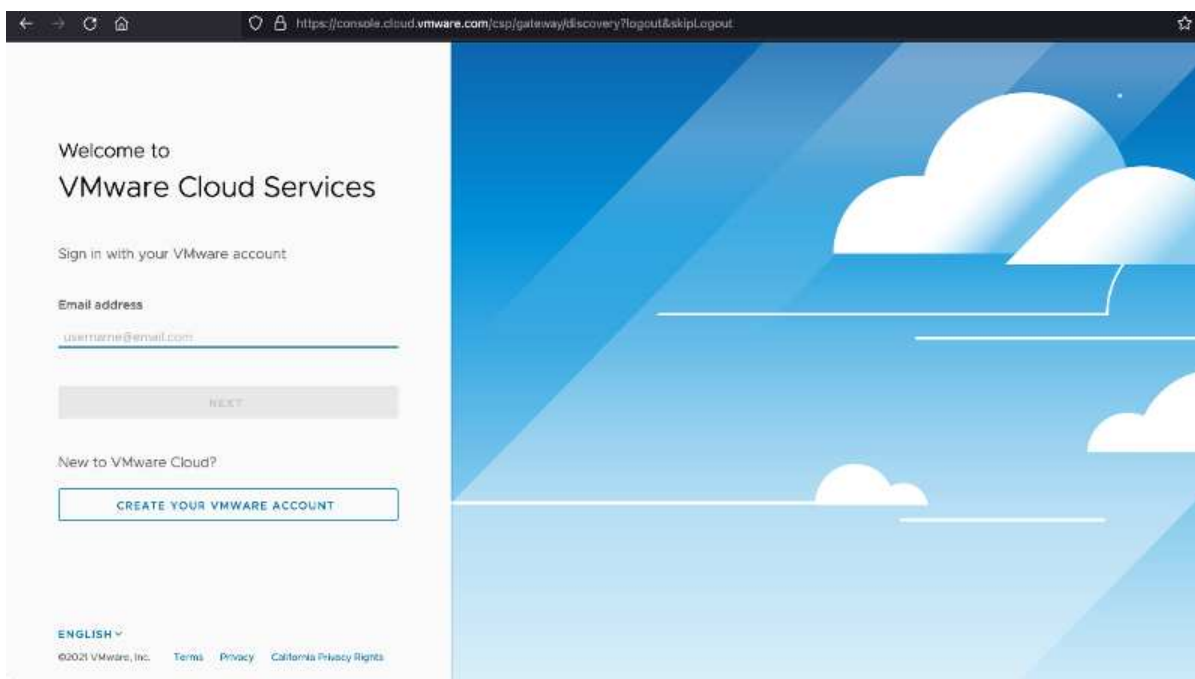 https://console.cloud.vmware.com/csp/gateway/discovery?logout&skipLogout
Welcome to
VMware Cloud Services
Sign in with your VMware account
Email address
username@email.com
NEXT
New to VMware Cloud?
CREATE YOUR VMWARE ACCOUNT
ENGLISH
©2021 VMware, Inc. Terms Privacy California Privacy Rights